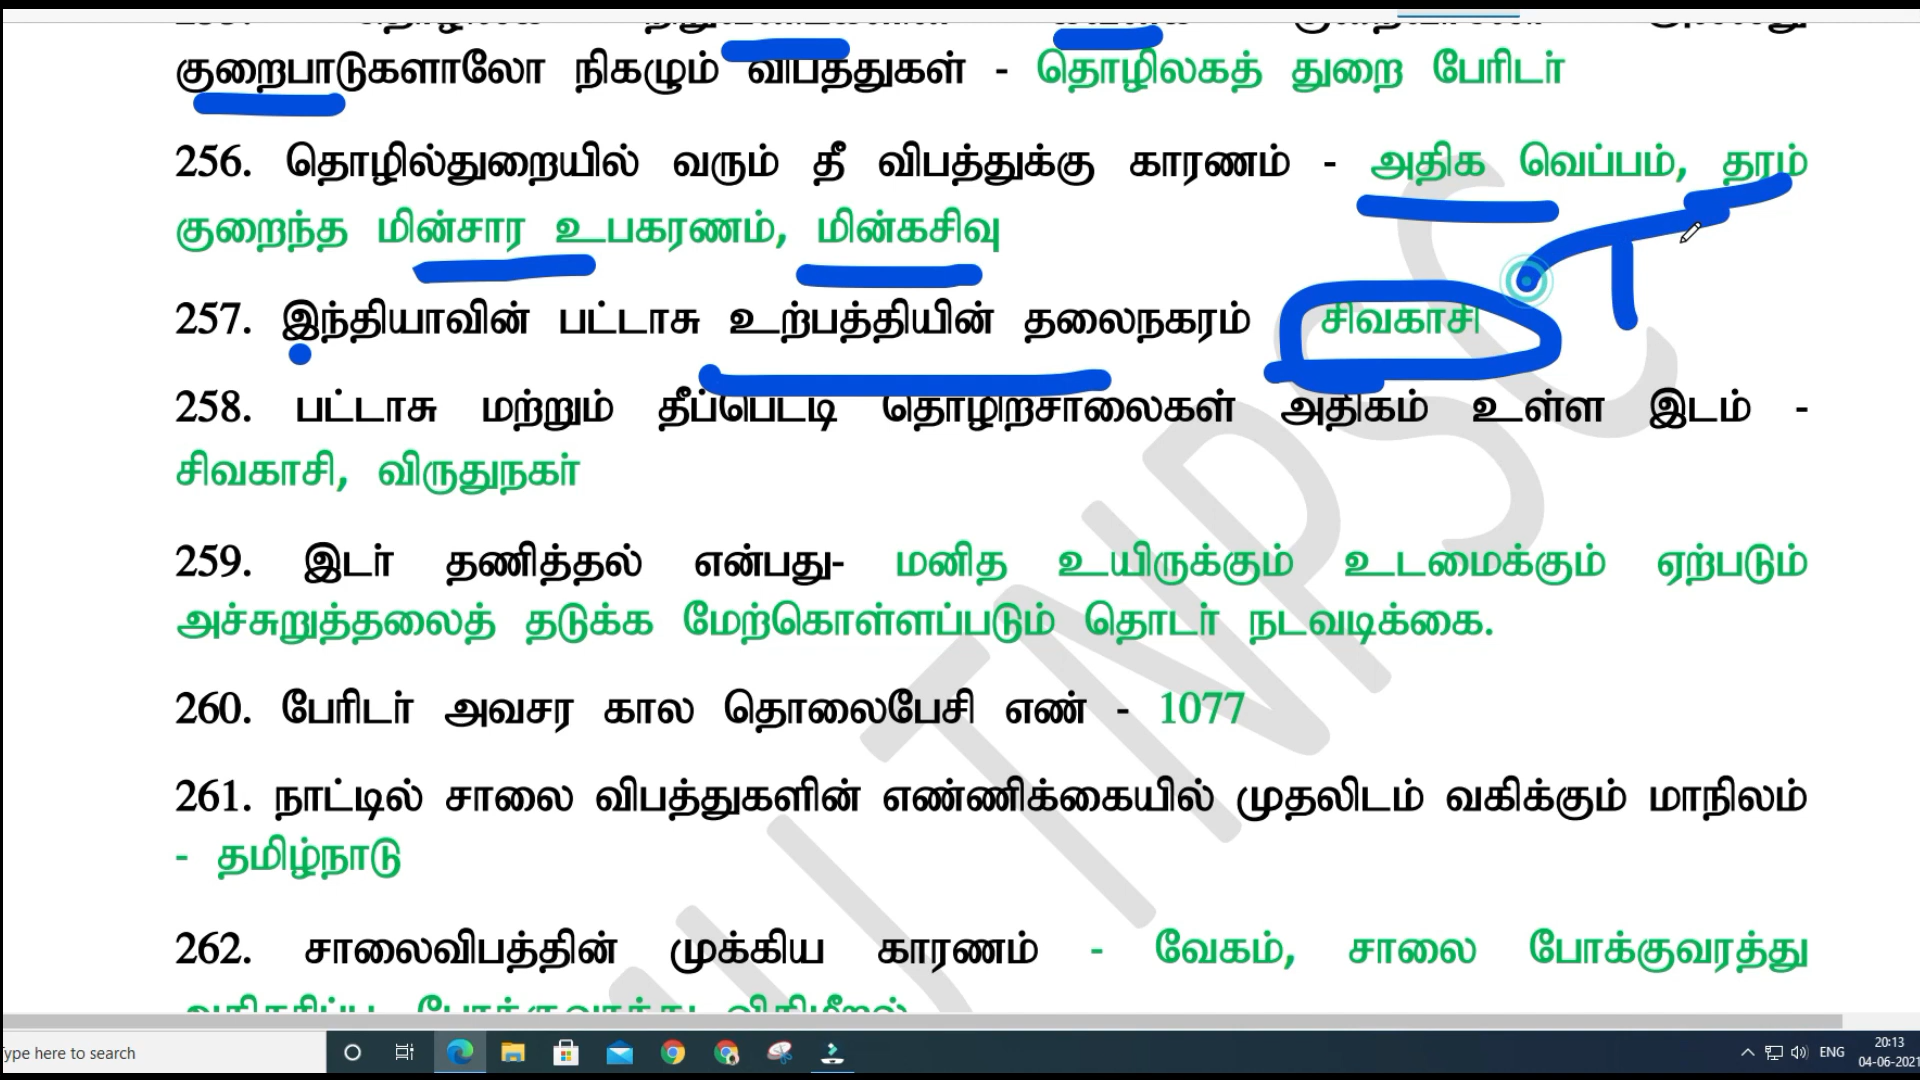 குறைபாடுகளாலோ நிகழும் விபத்துகள் - தொழிலகத் துறை பேரிடர்
256. தொழில்துறையில் வரும் தீ விபத்துக்கு காரணம் - அதிக வெப்பம், தரம்
குறைந்த மின்சார உபகரணம், மின்கசிவு
257. இந்தியாவின் பட்டாசு உற்பத்தியின் தலைநகரம் சிவகாசி
258. பட்டாசு மற்றும் தீப்பெட்டி தொழிற்சாலைகள் அதிகம் உள்ள இடம் -
சிவகாசி, விருதுநகர்
259. இடர் தணித்தல் என்பது- மனித உயிருக்கும் உடமைக்கும் ஏற்படும்
அச்சுறுத்தலைத் தடுக்க மேற்கொள்ளப்படும் தொடர் நடவடிக்கை.
260. பேரிடர் அவசர கால தொலைபேசி எண் - 1077
261. நாட்டில் சாலை விபத்துகளின் எண்ணிக்கையில் முதலிடம் வகிக்கும் மாநிலம்
- தமிழ்நாடு
262. சாலைவிபத்தின் முக்கிய காரணம் - வேகம், சாலை போக்குவரத்து
TNPSC
ype here to search
ENG
20:13
04-06-2021